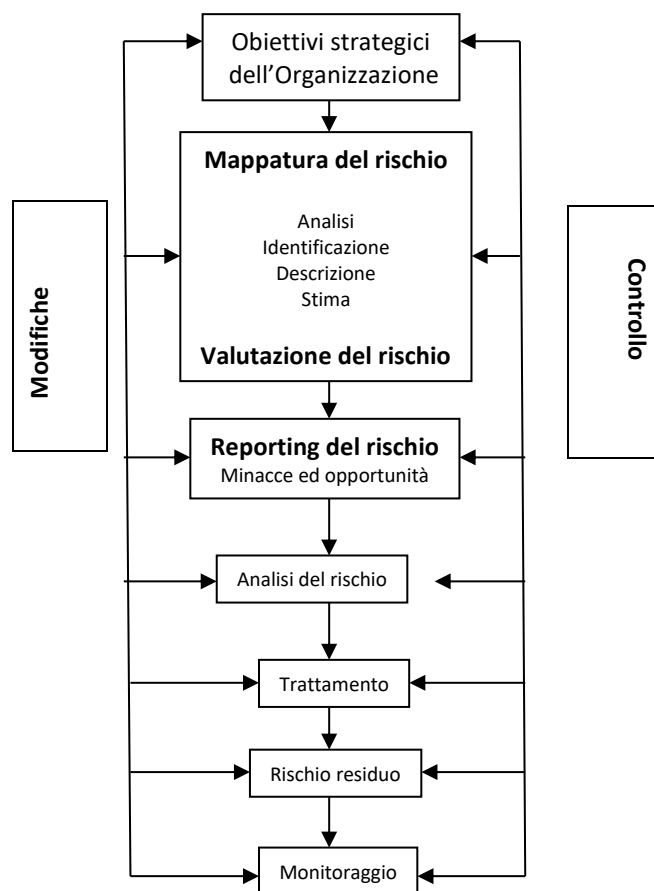 Obiettivi strategici
dell’Organizzazione
Mappatura del rischio
Analisi
Identificazione
Descrizione
Stima
Valutazione del rischio
Modifiche
Controllo
Reporting del rischio
Minacce ed opportunità
Analisi del rischio
Trattamento
Rischio residuo
Monitoraggio